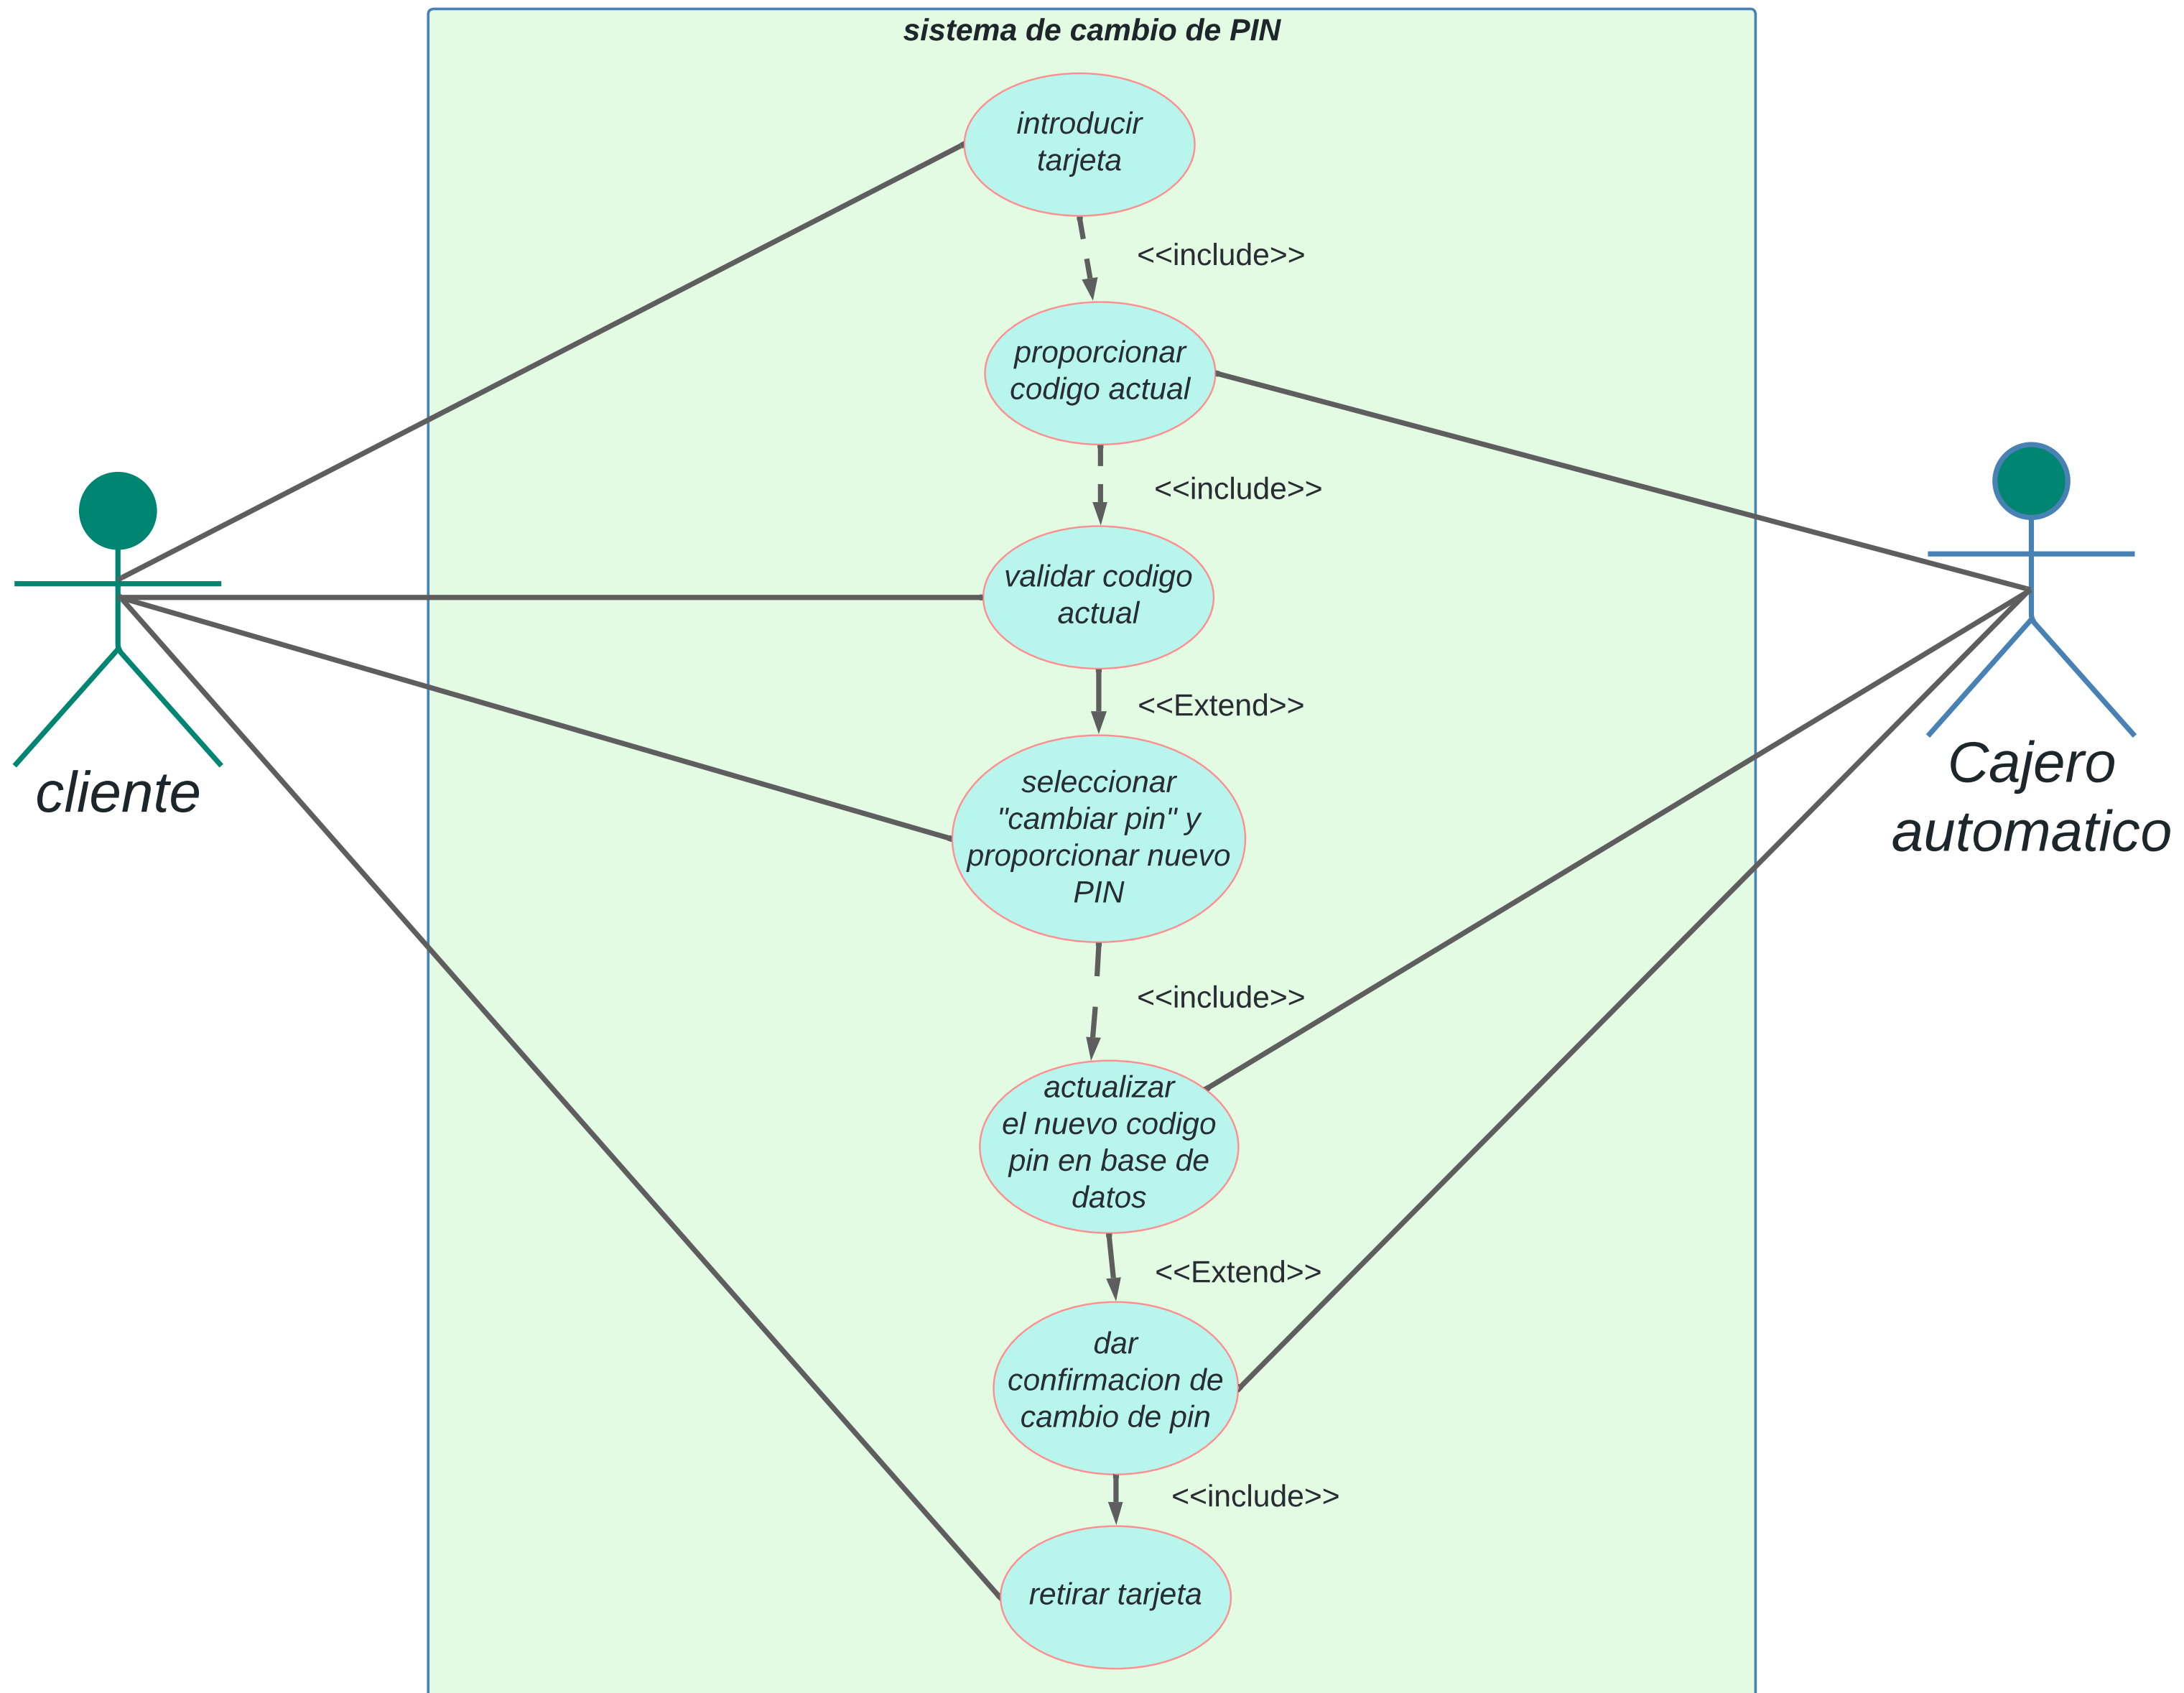 sistema de cambio de PIN
introducir
tarjeta
<<include>>
proporcionar
codigo actual
<<include>>
validar codigo
actual
<<Extend>>
cliente
Cajero
automatico
seleccionar
"cambiar pin" y
proporcionar nuevo
PIN
<<include>>
actualizar
el nuevo codigo
pin en base de
datos
<<Extend>>
dar
confirmacion de
cambio de pin
<<include>>
retirar tarjeta